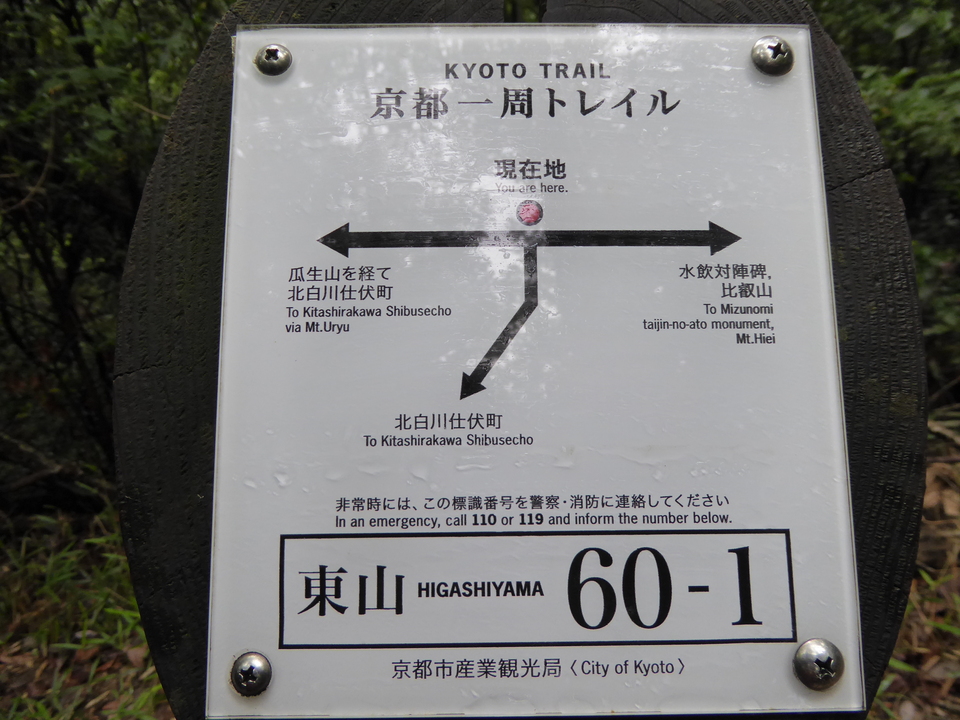 KYOTO TRAIL
京都一周トレイル
現在地
You are here.
瓜生山を経て
北白川仕伏町
To Kitashirakawa Shibusecho
via Mt.Uryu
水飲対陣碑,
比叡山
To Mizunomi
taijin-no-ato monument,
Mt.Hiei
北白川仕伏町
To Kitashirakawa Shibusecho
非常時には、この標識番号を警察・消防に連絡してください
In an emergency, call 110 or 119 and inform the number below.
東山 HIGASHIYAMA 60-1
京都市産業観光局〈City of Kyoto〉